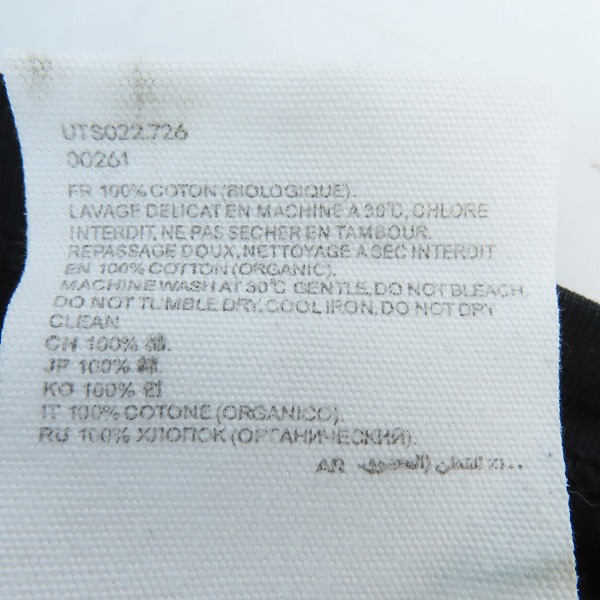 UTS022.726
00261
FR 100% COTON (BIOLOGIQUE).
LAVAGE DELICAT EN MACHINE A 30°C, CHLORE
INTERDIT, NE PAS SECHER EN TAMBOUR.
REPASSAGE DOUX, NETTOYAGE A SEC INTERDIT
EN 100% COTTON (ORGANIC).
MACHINE WASH AT 30°C GENTLE, DO NOT BLEACH,
DO NOT TUMBLE DRY, COOL IRON, DO NOT DRY
CLEAN
CH 100% 棉.
JP 100% 綿.
KO 100% 면
IT 100% COTONE (ORGANICO).
RU 100% ХЛОПОК (ОРГАНИЧЕСКИЙ).
AR